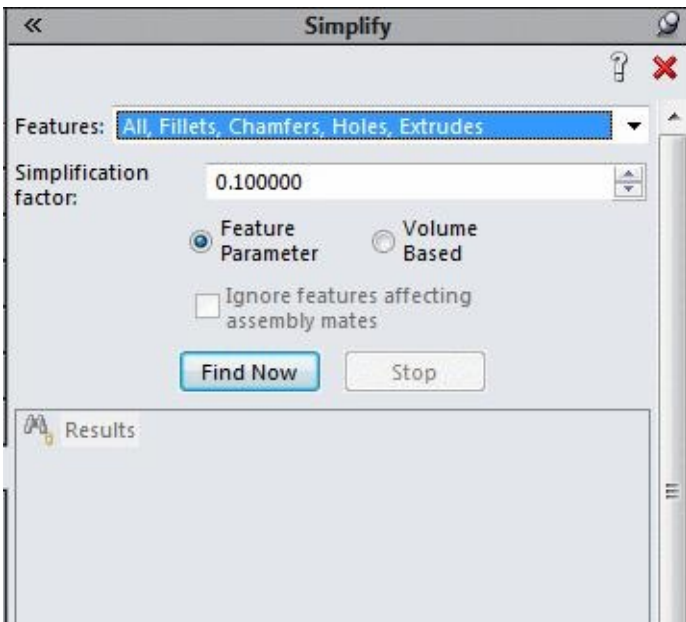 « Simplify
?
Features: All, Fillets, Chamfers, Holes, Extrudes
Simplification
factor:
0.100000
Feature
Parameter
Volume
Based
Ignore features affecting
assembly mates
Find Now
Stop
Results